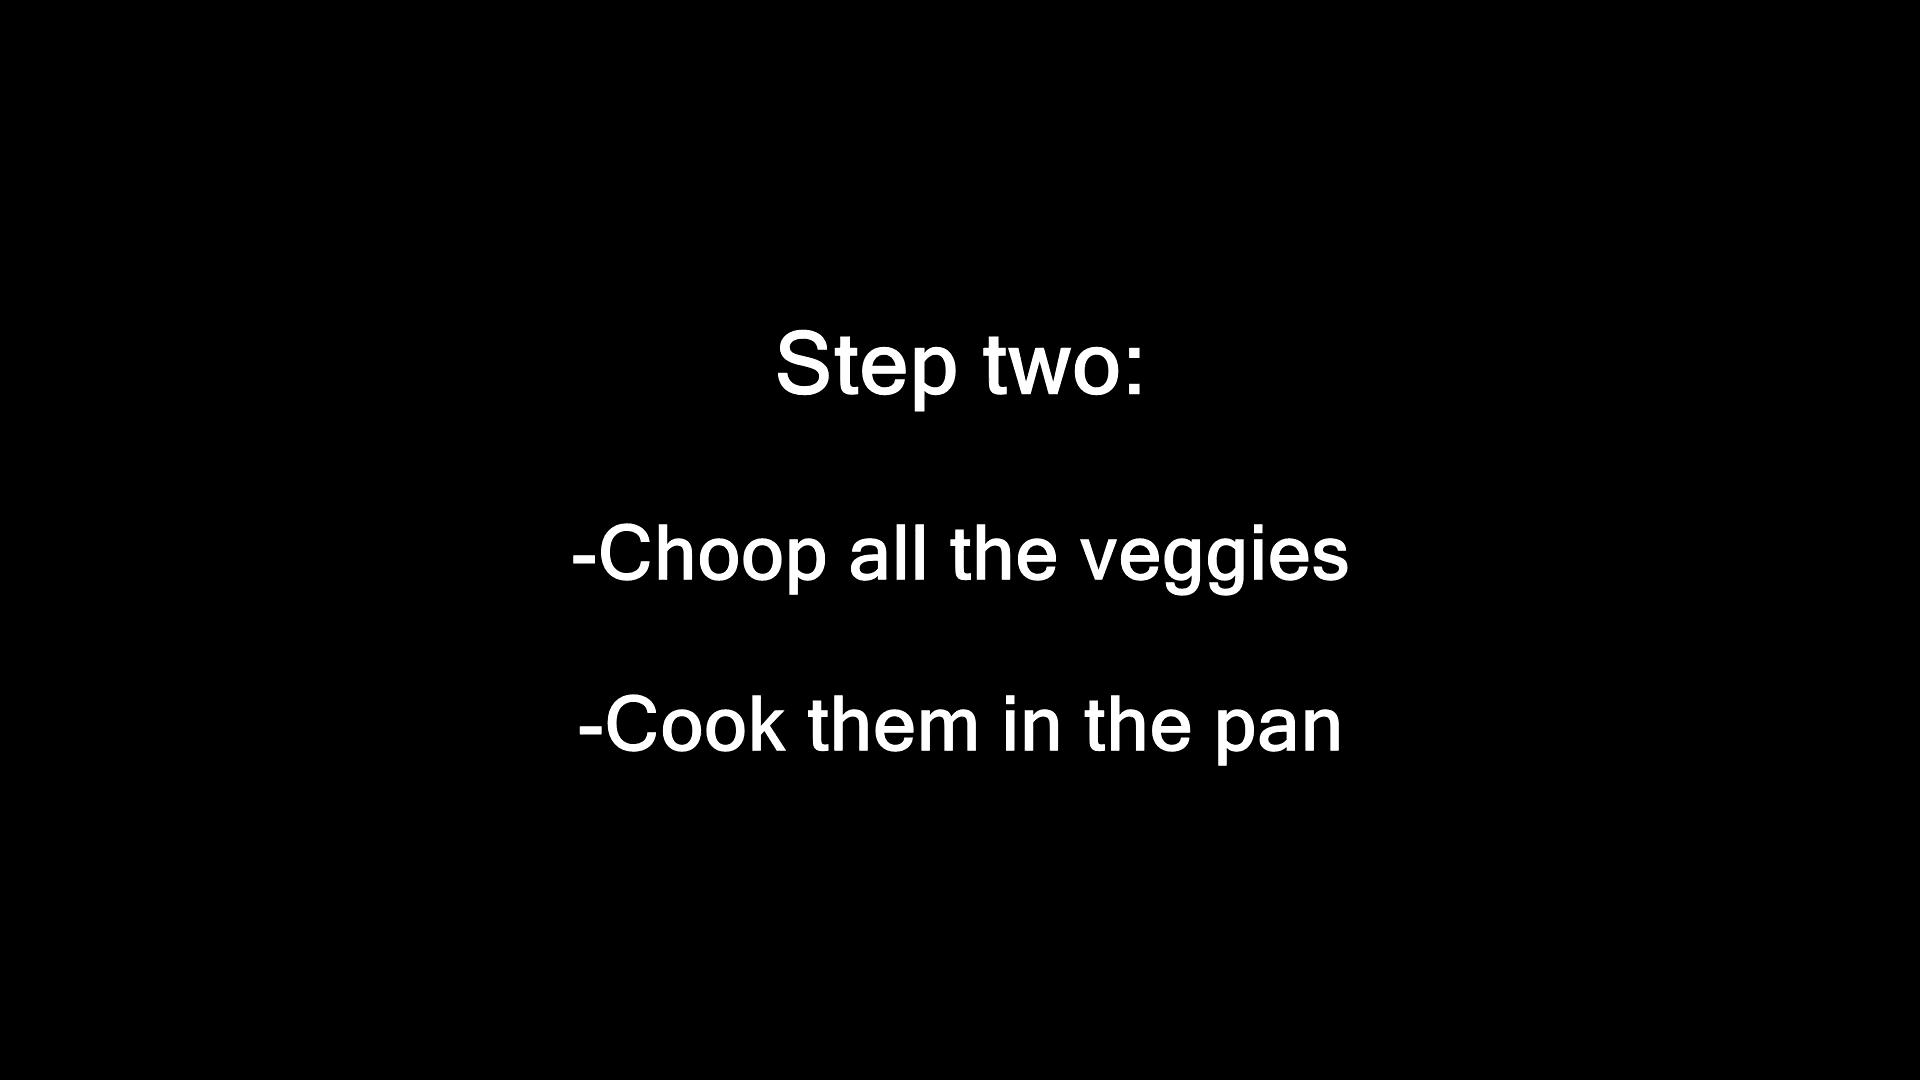 Step two:
-Choop all the veggies
-Cook them in the pan